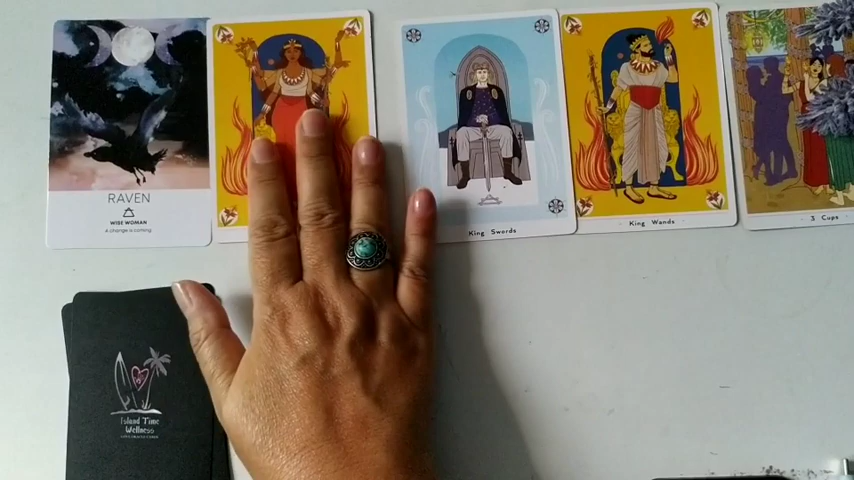 RAVEN
WISE WOMAN
A change is coming.
King Swords
King Wands
3 Cups
Island Time
Wellness